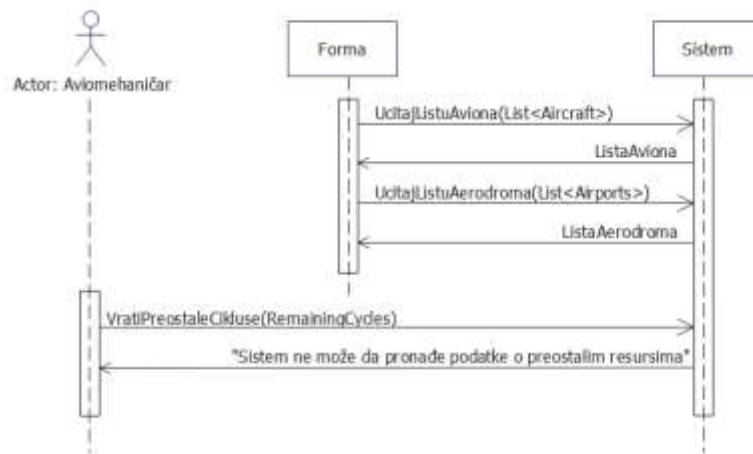 Forma
Sistem
Actor: Aviomehaničar
UcitajListuAviona(List<Aircraft>)
ListaAviona
UcitajListuAerodroma(List<Airports>)
ListaAerodroma
VratiPreostaleCikluse(RemainingCycles)
"Sistem ne može da pronađe podatke o preostalim resursima"